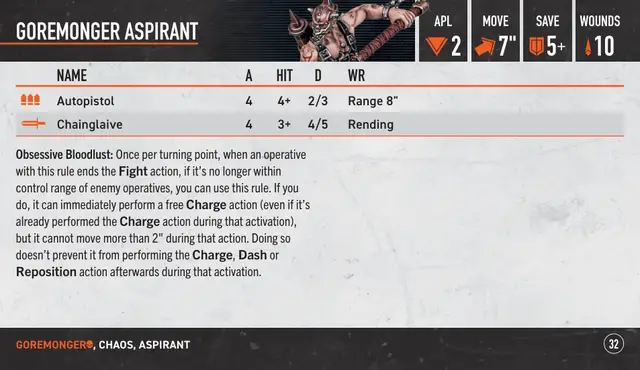 GOREMONGER ASPIRANT
APL MOVE SAVE WOUNDS
2 7" 5+ 10
NAME A HIT D WR
Autopistol 4 4+ 2/3 Range 8"
Chainglaive 4 3+ 4/5 Rending
Obsessive Bloodlust: Once per turning point, when an operative
with this rule ends the Fight action, if it's no longer within
control range of enemy operatives, you can use this rule. If you
do, it can immediately perform a free Charge action (even if it's
already performed the Charge action during that activation),
but it cannot move more than 2" during that action. Doing so
doesn't prevent it from performing the Charge, Dash or
Reposition action afterwards during that activation.
GOREMONGER, CHAOS, ASPIRANT
32